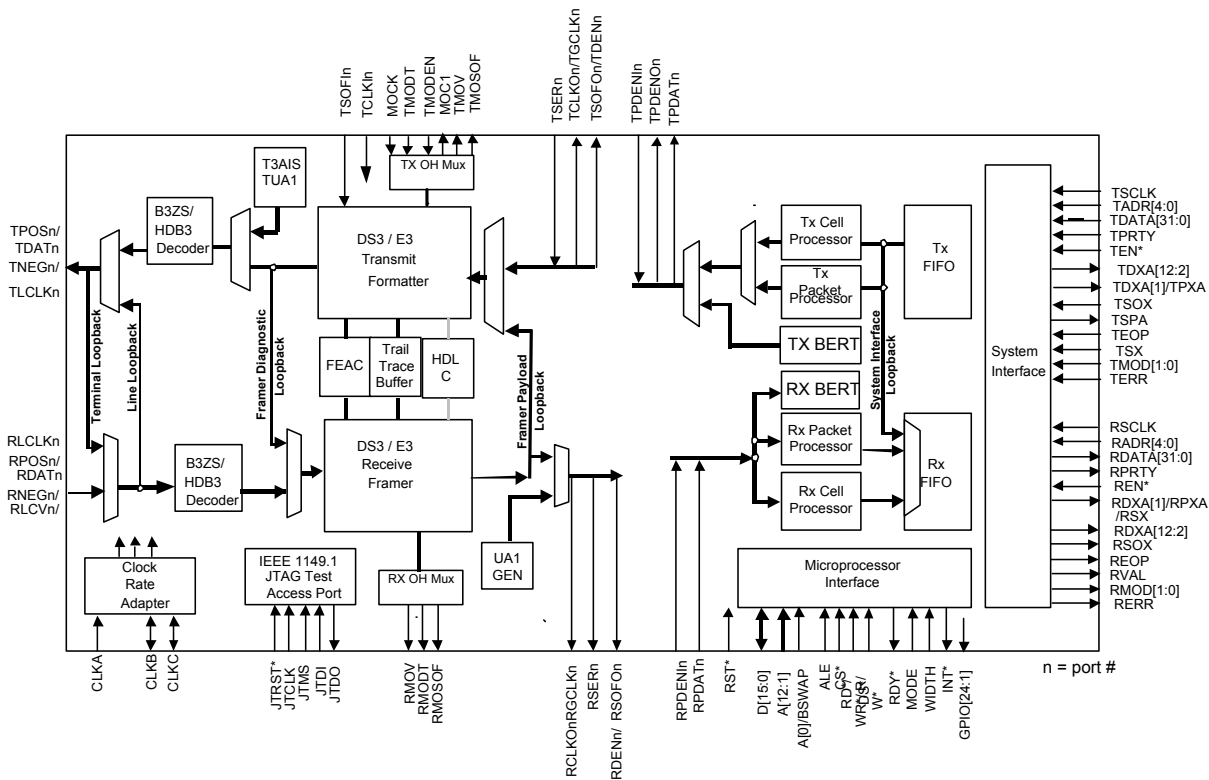 TSOFIn
TCLKIn
MOCK
TMODT
TMODEN
MOC1
TMOV
TMOSOF
TSERn
TCLKOn/TGCLKn
TSOFOn/TDENn
TPDENIn
TPDENOn
TPDATn
T3AIS
TUA1
TX OH Mux
B3ZS/
HDB3
Decoder
TPOSn/
TDATn
TNEGn/
TLCLKn
DS3 / E3
Transmit
Formatter
Tx Cell
Processor
Tx
Packet
Processor
Tx
FIFO
TX BERT
System
Interface
TSCLK
TADR[4:0]
TDATA[31:0]
TPRTY
TEN*
TDXA[12:2]
TDXA[1]/TPXA
TSOX
TSPA
TEOP
TSX
TMOD[1:0]
TERR
Terminal Loopback
Line Loopback
Framer Diagnostic
Loopback
FEAC
Trail
Trace
Buffer
HDL
C
Framer Payload
Loopback
System Interface
Loopback
RX BERT
Rx Packet
Processor
Rx Cell
Processor
Rx
FIFO
RLCLKn
RPOSn/
RDATn
RNEGn/
RLCVn/
B3ZS/
HDB3
Decoder
DS3 / E3
Receive
Framer
RSCLK
RADR[4:0]
RDATA[31:0]
RPRTY
REN*
RDXA[1]/RPXA
/RSX
RDXA[12:2]
RSOX
REOP
RVAL
RMOD[1:0]
RERR
Clock
Rate
Adapter
IEEE 1149.1
JTAG Test
Access Port
RX OH Mux
UA1
GEN
Microprocessor
Interface
CLKA
CLKB
CLKC
JTRST*
JTCLK
JTMS
JTDI
JTDO
RMOV
RMODT
RMOSOF
RCLKOnRGCLKn
RSERn
RDENn/ RSOFOn
RPDENIn
RPDATn
RST*
D[15:0]
A[12:1]
A[0]/BSWAP
ALE
CS*
RDY*
RDY*
MODE
WIDTH
INT*
GPIO[24:1]
n = port #